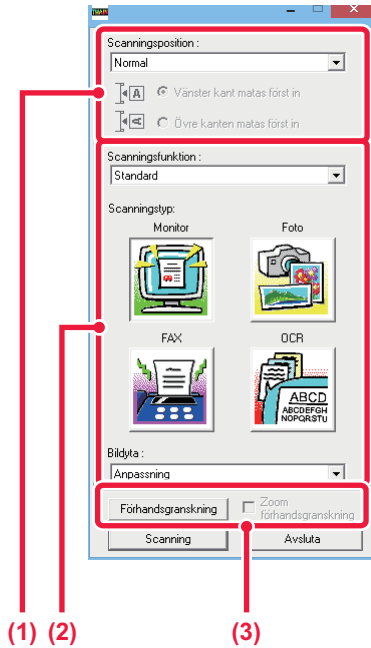 TWAIN
Scanningsposition :
Normal
A
Vänster kant matas först in
A
Övre kanten matas först in
Scanningsfunktion :
Standard
Scanningstyp:
Monitor
Foto
FAX
OCR
ABCD
ABCDEFGH
NOPQRSTU
Bildyta :
Anpassning
Förhandsgranskning
Zoom
förhandsgranskning
Scanning
Avsluta
(1) (2) (3)